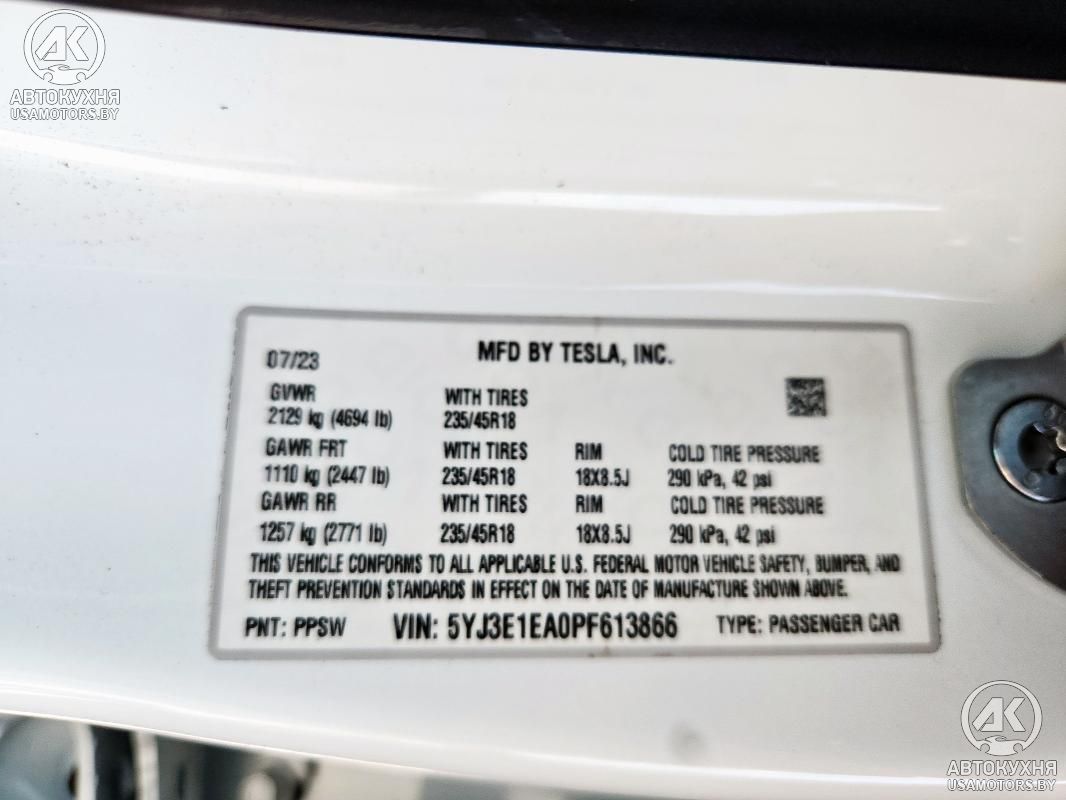 AK
АВТОКУХНЯ
USAMOTORS.BY
07/23 MFD BY TESLA, INC.
GVWR WITH TIRES
2129 kg (4694 lb) 235/45R18
GAWR FRT WITH TIRES RIM COLD TIRE PRESSURE
1110 kg (2447 lb) 235/45R18 18X8.5J 290 kPa, 42 psi
GAWR RR WITH TIRES RIM COLD TIRE PRESSURE
1257 kg (2771 lb) 235/45R18 18X8.5J 290 kPa, 42 psi
THIS VEHICLE CONFORMS TO ALL APPLICABLE U.S. FEDERAL MOTOR VEHICLE SAFETY, BUMPER, AND
THEFT PREVENTION STANDARDS IN EFFECT ON THE DATE OF MANUFACTURE SHOWN ABOVE.
PNT: PPSW VIN: 5YJ3E1EA0PF613866 TYPE: PASSENGER CAR
AK
АВТОКУХНЯ
USAMOTORS.BY